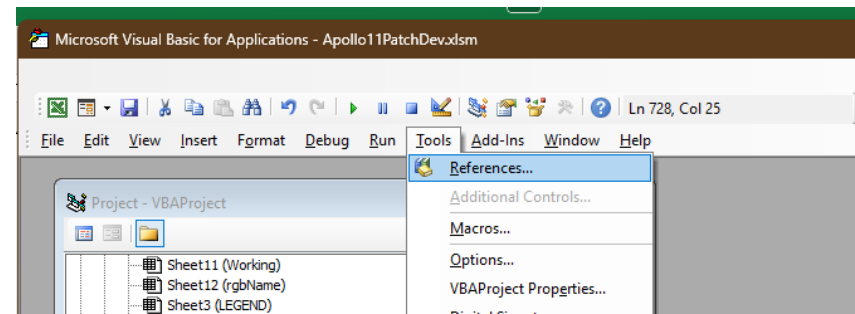 Microsoft Visual Basic for Applications - Apollo11PatchDev.xlsm
Ln 728, Col 25
File Edit View Insert Format Debug Run Tools Add-Ins Window Help
References...
Additional Controls...
Project - VBAProject
Macros...
Options...
Sheet11 (Working)
Sheet12 (rgbName)
VBAProject Properties...
Sheet3 (LEGEND)